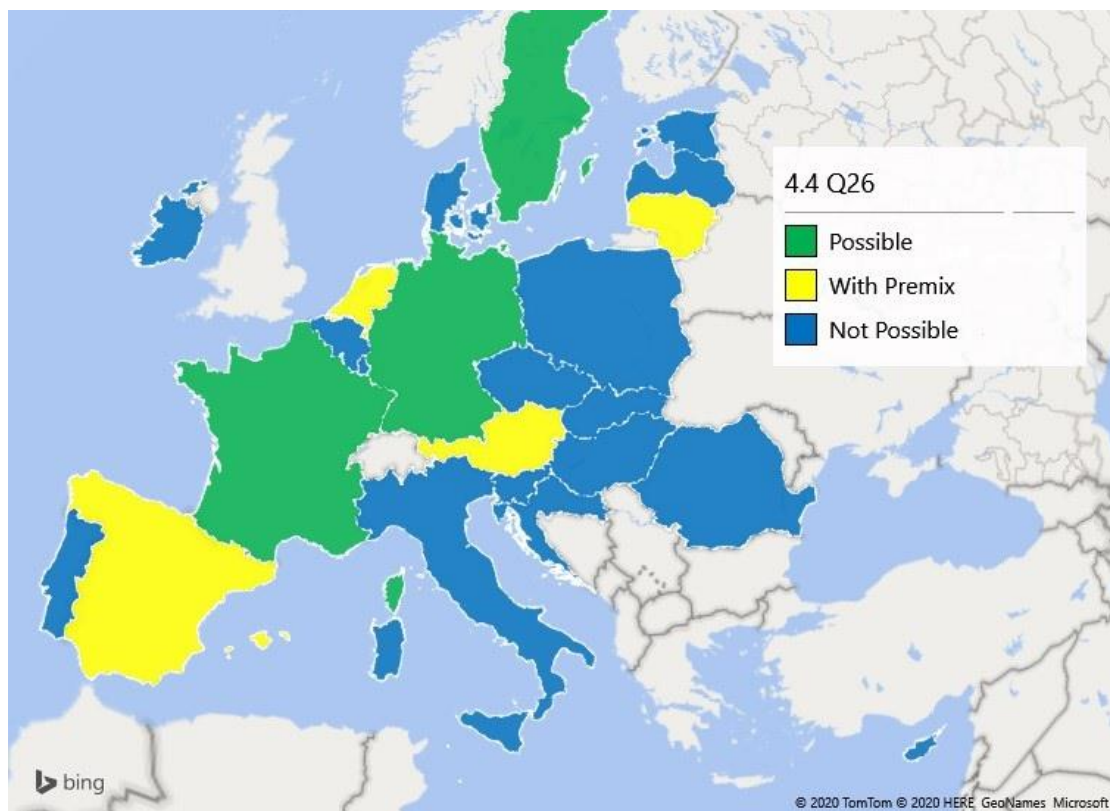 4.4 Q26
Possible
With Premix
Not Possible
bing
© 2020 TomTom © 2020 HERE, GeoNames, Microsoft